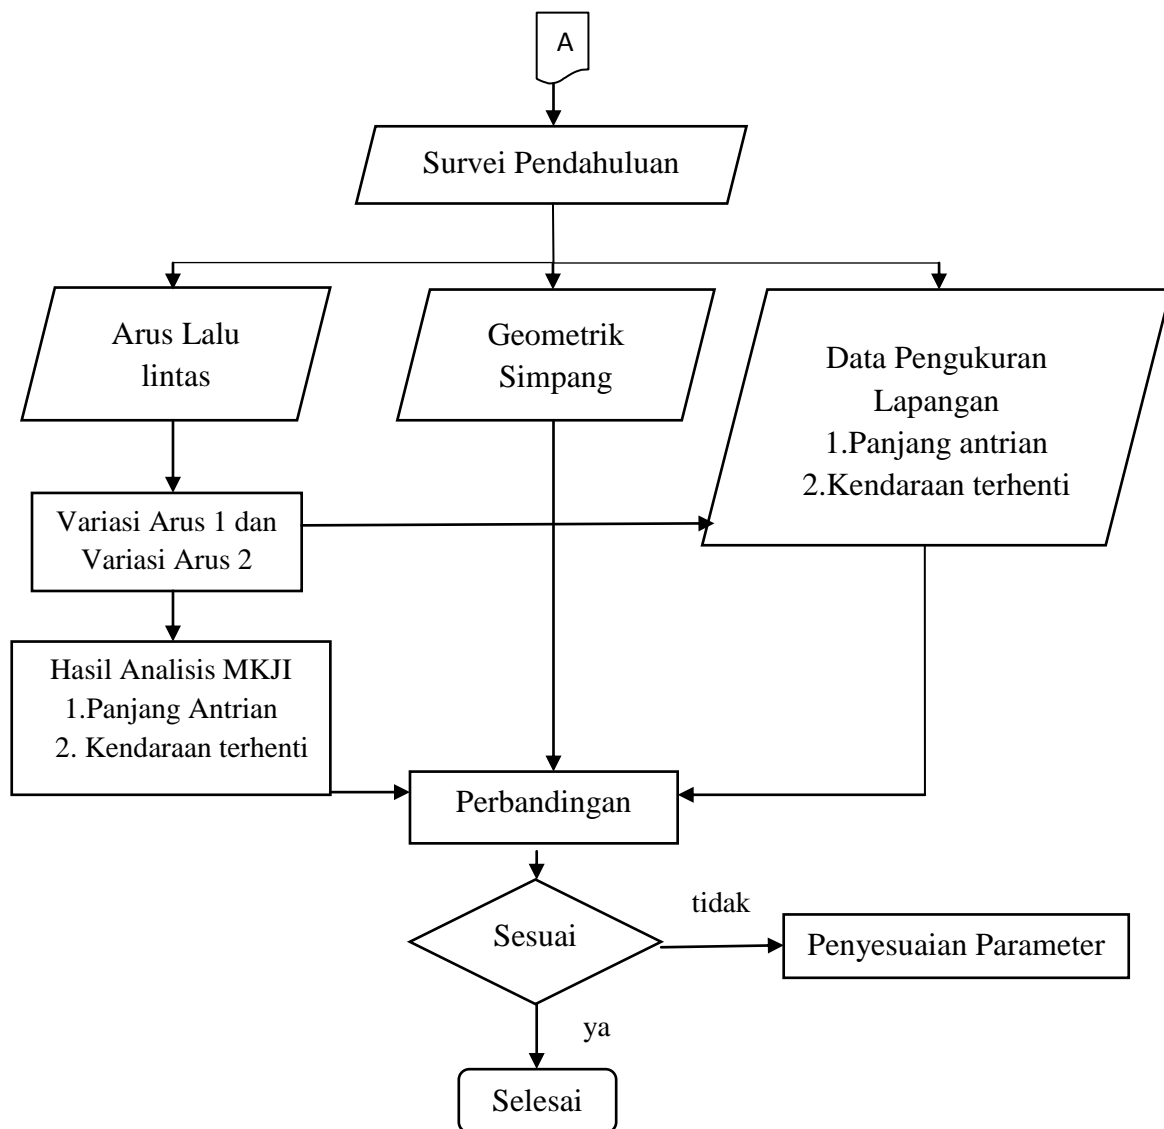 A
Survei Pendahuluan
Arus Lalu
lintas
Geometrik
Simpang
Data Pengukuran
Lapangan
1.Panjang antrian
2.Kendaraan terhenti
Variasi Arus 1 dan
Variasi Arus 2
Hasil Analisis MKJI
1.Panjang Antrian
2. Kendaraan terhenti
Perbandingan
Sesuai
tidak
Penyesuaian Parameter
ya
Selesai